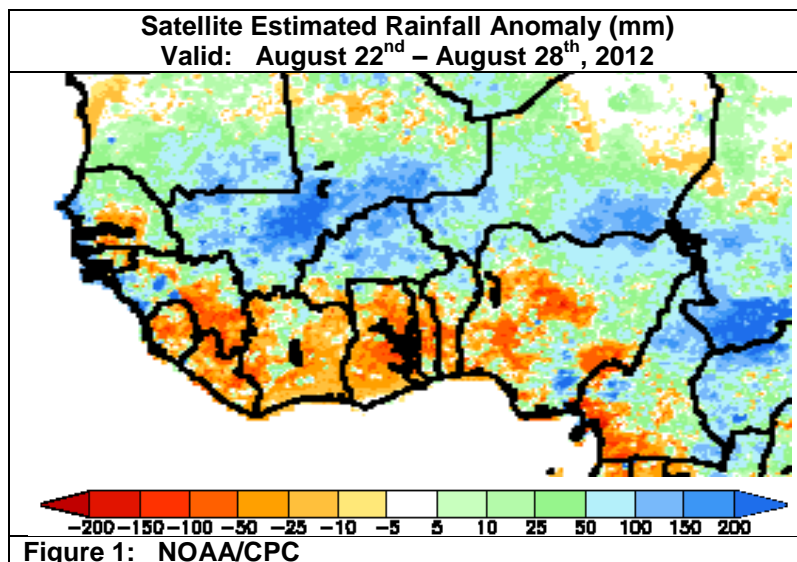 Satellite Estimated Rainfall Anomaly (mm)
Valid: August 22nd – August 28th, 2012
-200 -150 -100 -50 -25 -10 -5 5 10 25 50 100 150 200
Figure 1: NOAA/CPC